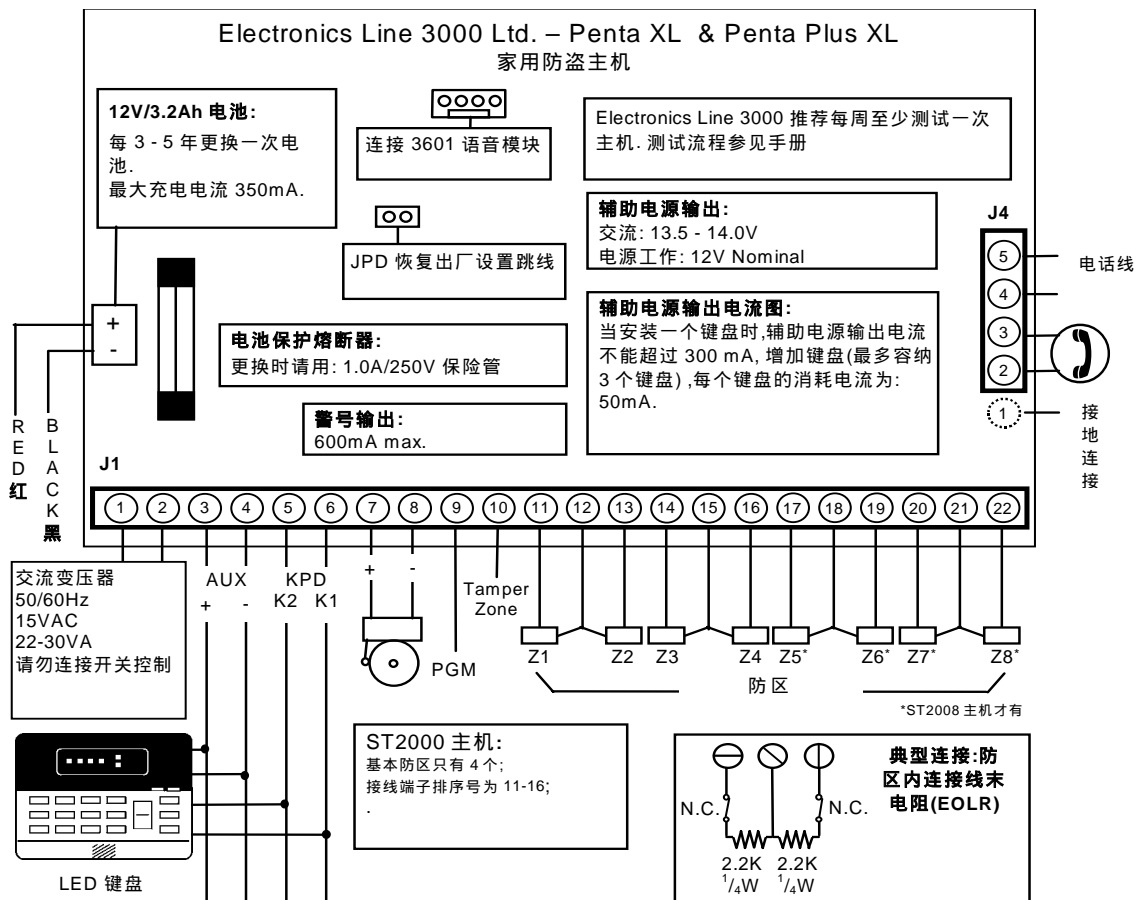 Electronics Line 3000 Ltd. – Penta XL & Penta Plus XL
家用防盗主机
12V/3.2Ah 电池:
每 3 - 5 年更换一次电
池.
最大充电电流 350mA.
连接 3601 语音模块
Electronics Line 3000 推荐每周至少测试一次
主机. 测试流程参见手册
JPD 恢复出厂设置跳线
辅助电源输出:
交流: 13.5 - 14.0V
电源工作: 12V Nominal
J4
5
电话线
4
3
2
1
接地连接
+
-
电池保护熔断器:
更换时请用: 1.0A/250V 保险管
辅助电源输出电流图:
当安装一个键盘时,辅助电源输出电流
不能超过 300 mA, 增加键盘(最多容纳
3 个键盘) ,每个键盘的消耗电流为:
50mA.
警号输出:
600mA max.
RED红
BLACK黑
J1
1 2 3 4 5 6 7 8 9 10 11 12 13 14 15 16 17 18 19 20 21 22
交流变压器
50/60Hz
15VAC
22-30VA
请勿连接开关控制
AUX
+ -
KPD
K2 K1
+ -
PGM
Tamper
Zone
Z1 Z2 Z3 Z4 Z5* Z6* Z7* Z8*
防区
*ST2008 主机才有
LED 键盘
ST2000 主机:
基本防区只有 4 个;
接线端子排序号为 11-16;
.
典型连接:防
区内连接线末
电阻(EOLR)
N.C. N.C.
2.2K 2.2K
1/4W 1/4W